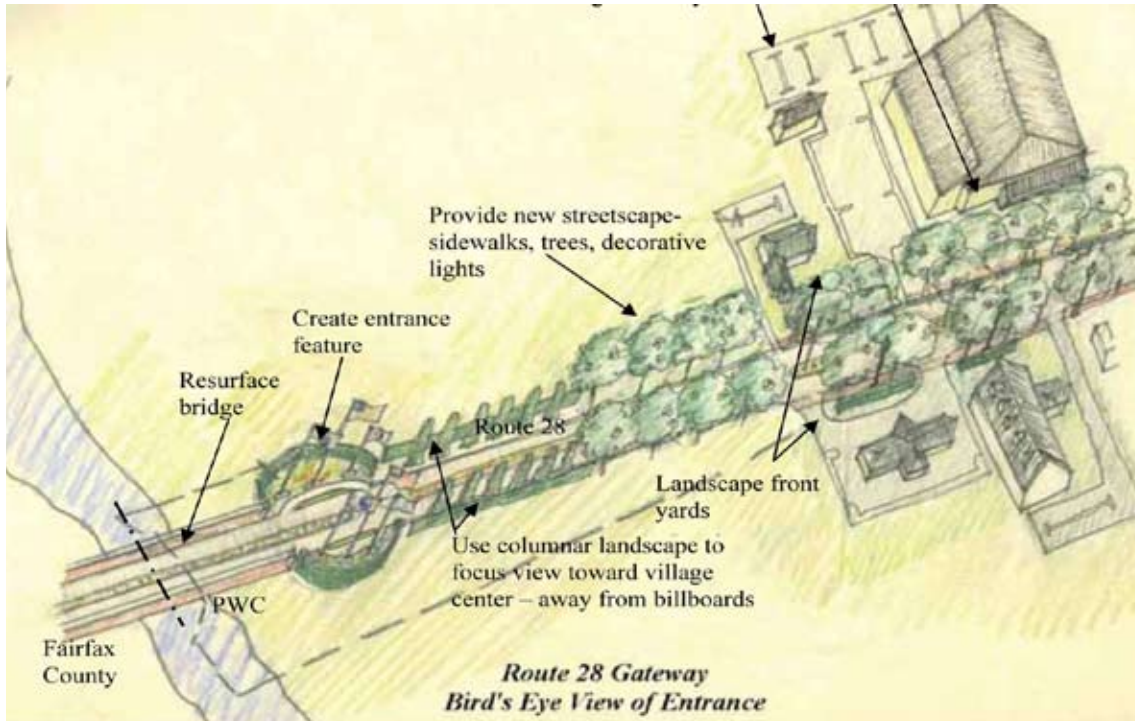 Provide new streetscape-
sidewalks, trees, decorative
lights
Create entrance
feature
Resurface
bridge
Route 28
Landscape front
yards
Use columnar landscape to
focus view toward village
center – away from billboards
PWC
Fairfax
County
Route 28 Gateway
Bird's Eye View of Entrance